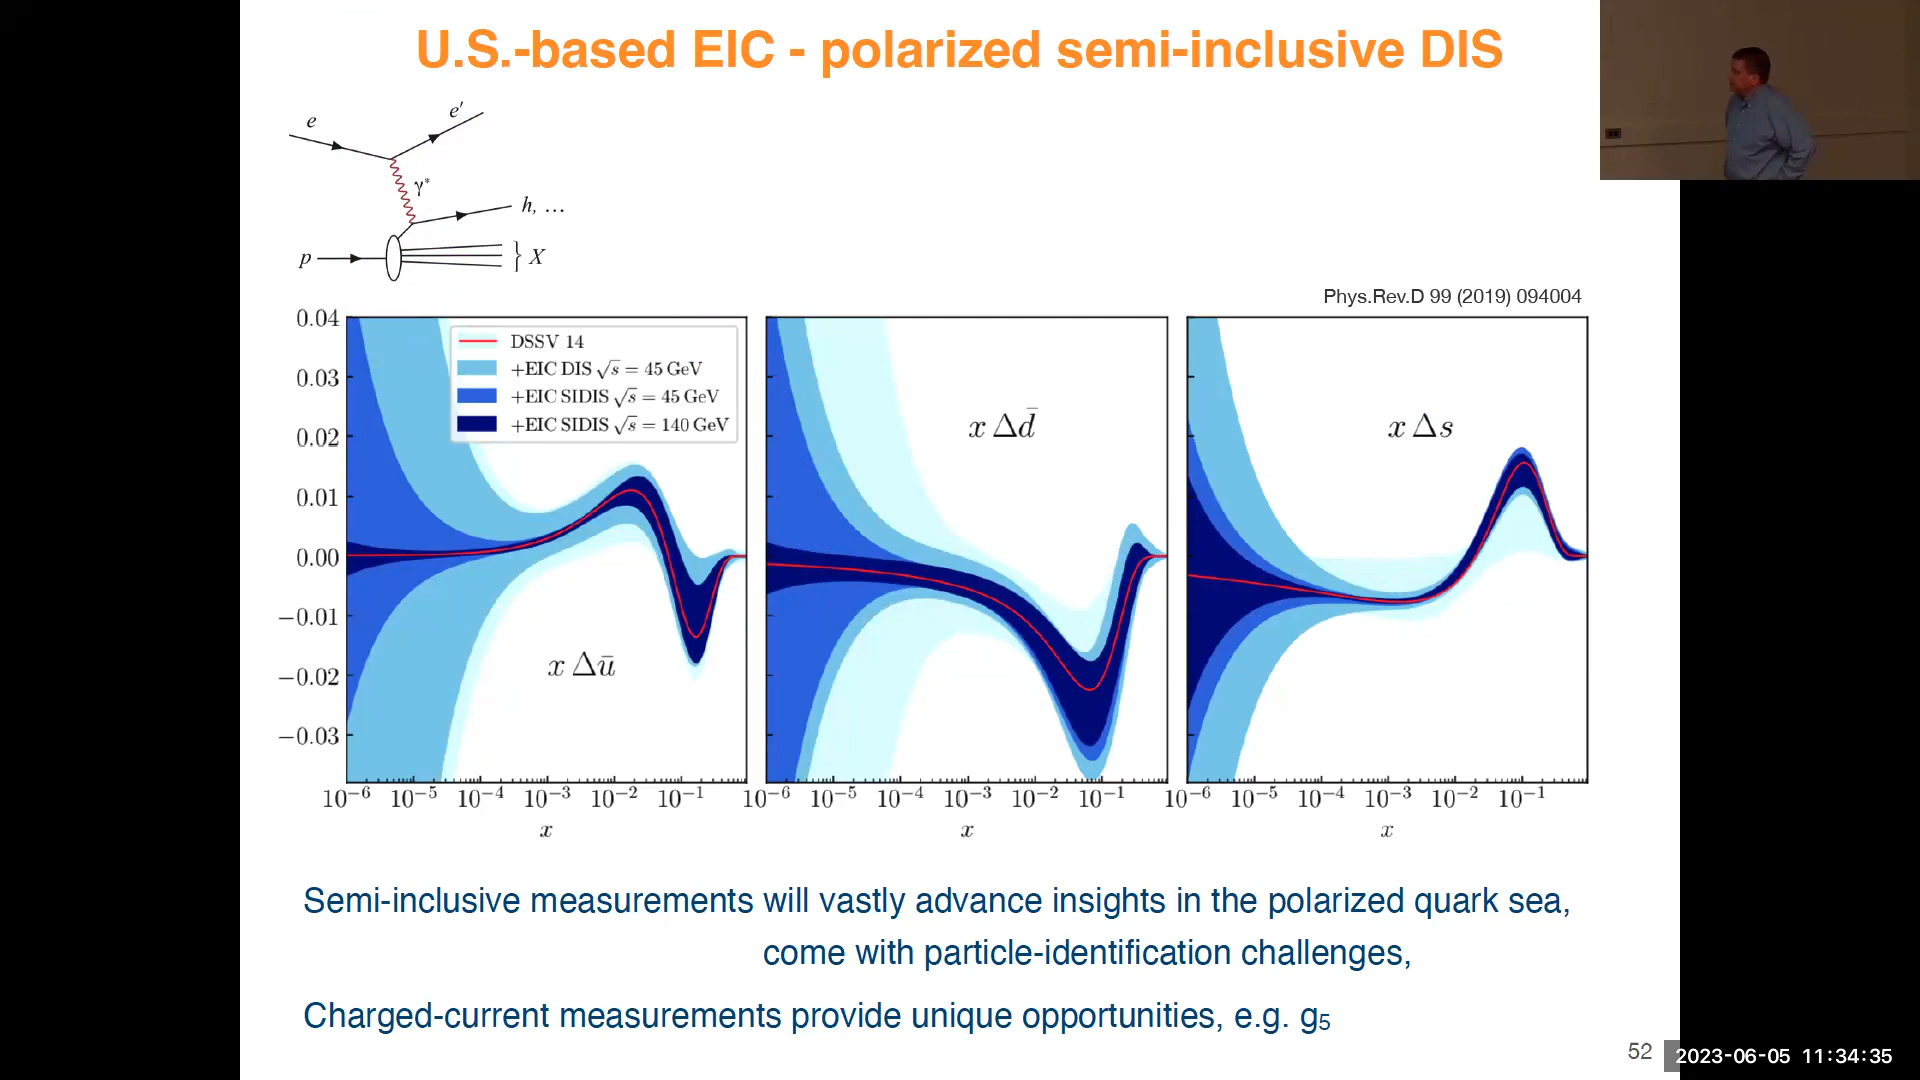 U.S.-based EIC - polarized semi-inclusive DIS
e
e′
γ*
h, ...
p
} X
Phys.Rev.D 99 (2019) 094004
0.04
0.03
0.02
0.01
0.00
−0.01
−0.02
−0.03
DSSV 14
+EIC DIS √s = 45 GeV
+EIC SIDIS √s = 45 GeV
+EIC SIDIS √s = 140 GeV
x Δū
x Δd̄
x Δs
10⁻⁶ 10⁻⁵ 10⁻⁴ 10⁻³ 10⁻² 10⁻¹
10⁻⁶ 10⁻⁵ 10⁻⁴ 10⁻³ 10⁻² 10⁻¹
10⁻⁶ 10⁻⁵ 10⁻⁴ 10⁻³ 10⁻² 10⁻¹
x
x
x
Semi-inclusive measurements will vastly advance insights in the polarized quark sea,
come with particle-identification challenges,
Charged-current measurements provide unique opportunities, e.g. g₅
52
2023-06-05 11:34:35